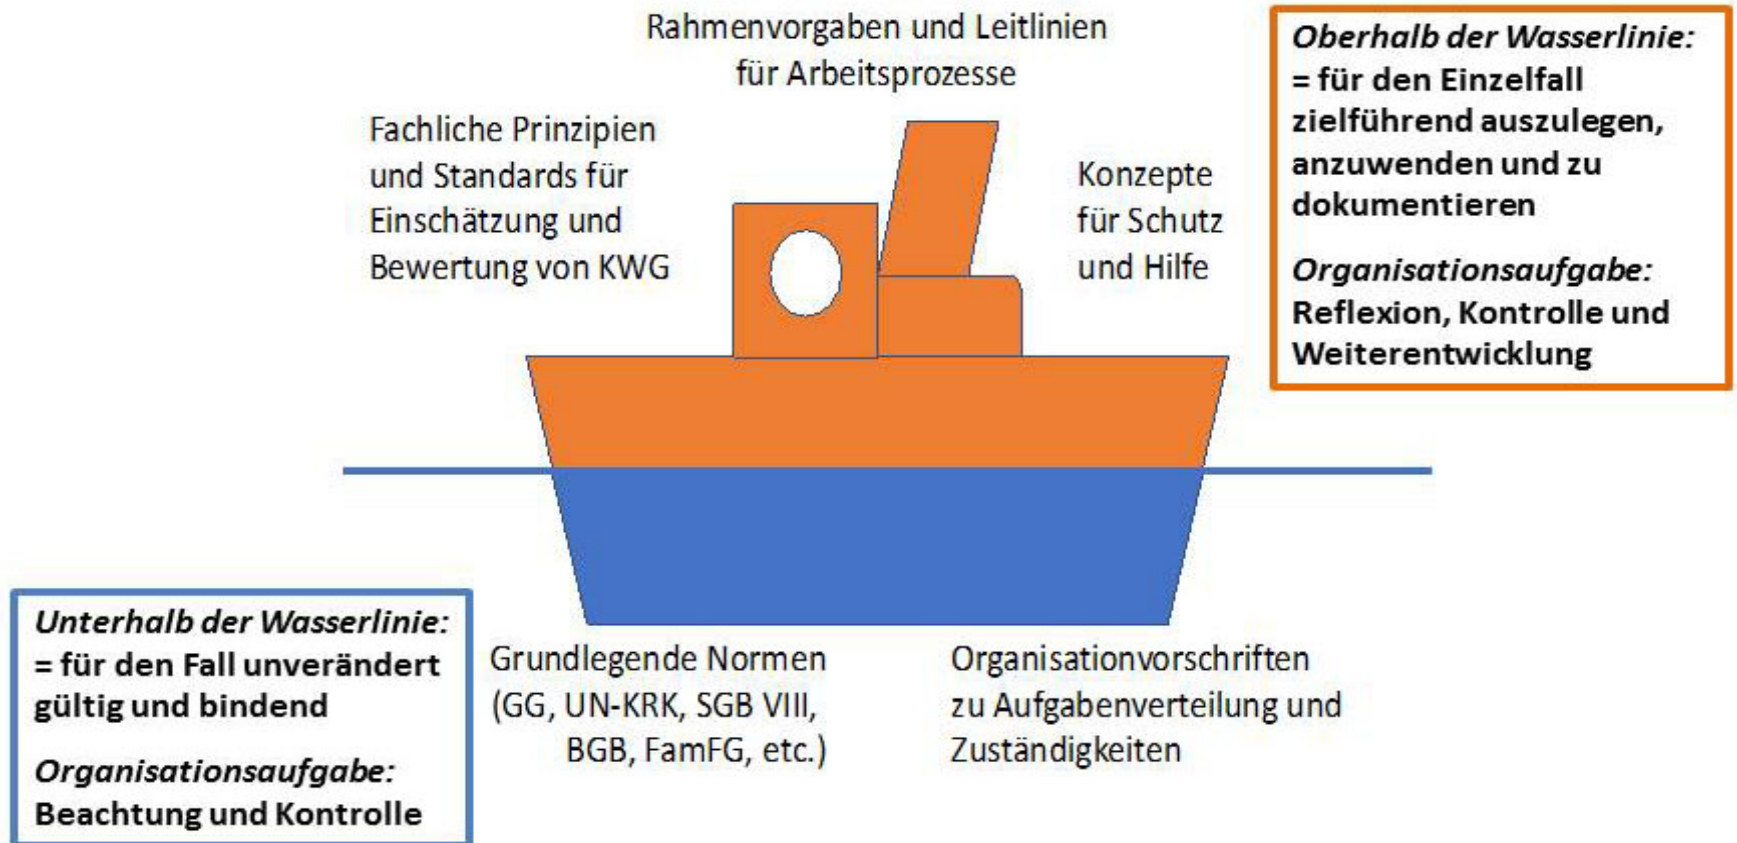 Rahmenvorgaben und Leitlinien
für Arbeitsprozesse
Fachliche Prinzipien
und Standards für
Einschätzung und
Bewertung von KWG
Konzepte
für Schutz
und Hilfe
Oberhalb der Wasserlinie:
= für den Einzelfall
zielführend auszulegen,
anzuwenden und zu
dokumentieren
Organisationsaufgabe:
Reflexion, Kontrolle und
Weiterentwicklung
Unterhalb der Wasserlinie:
= für den Fall unverändert
gültig und bindend
Organisationsaufgabe:
Beachtung und Kontrolle
Grundlegende Normen
(GG, UN-KRK, SGB VIII,
BGB, FamFG, etc.)
Organisationvorschriften
zu Aufgabenverteilung und
Zuständigkeiten